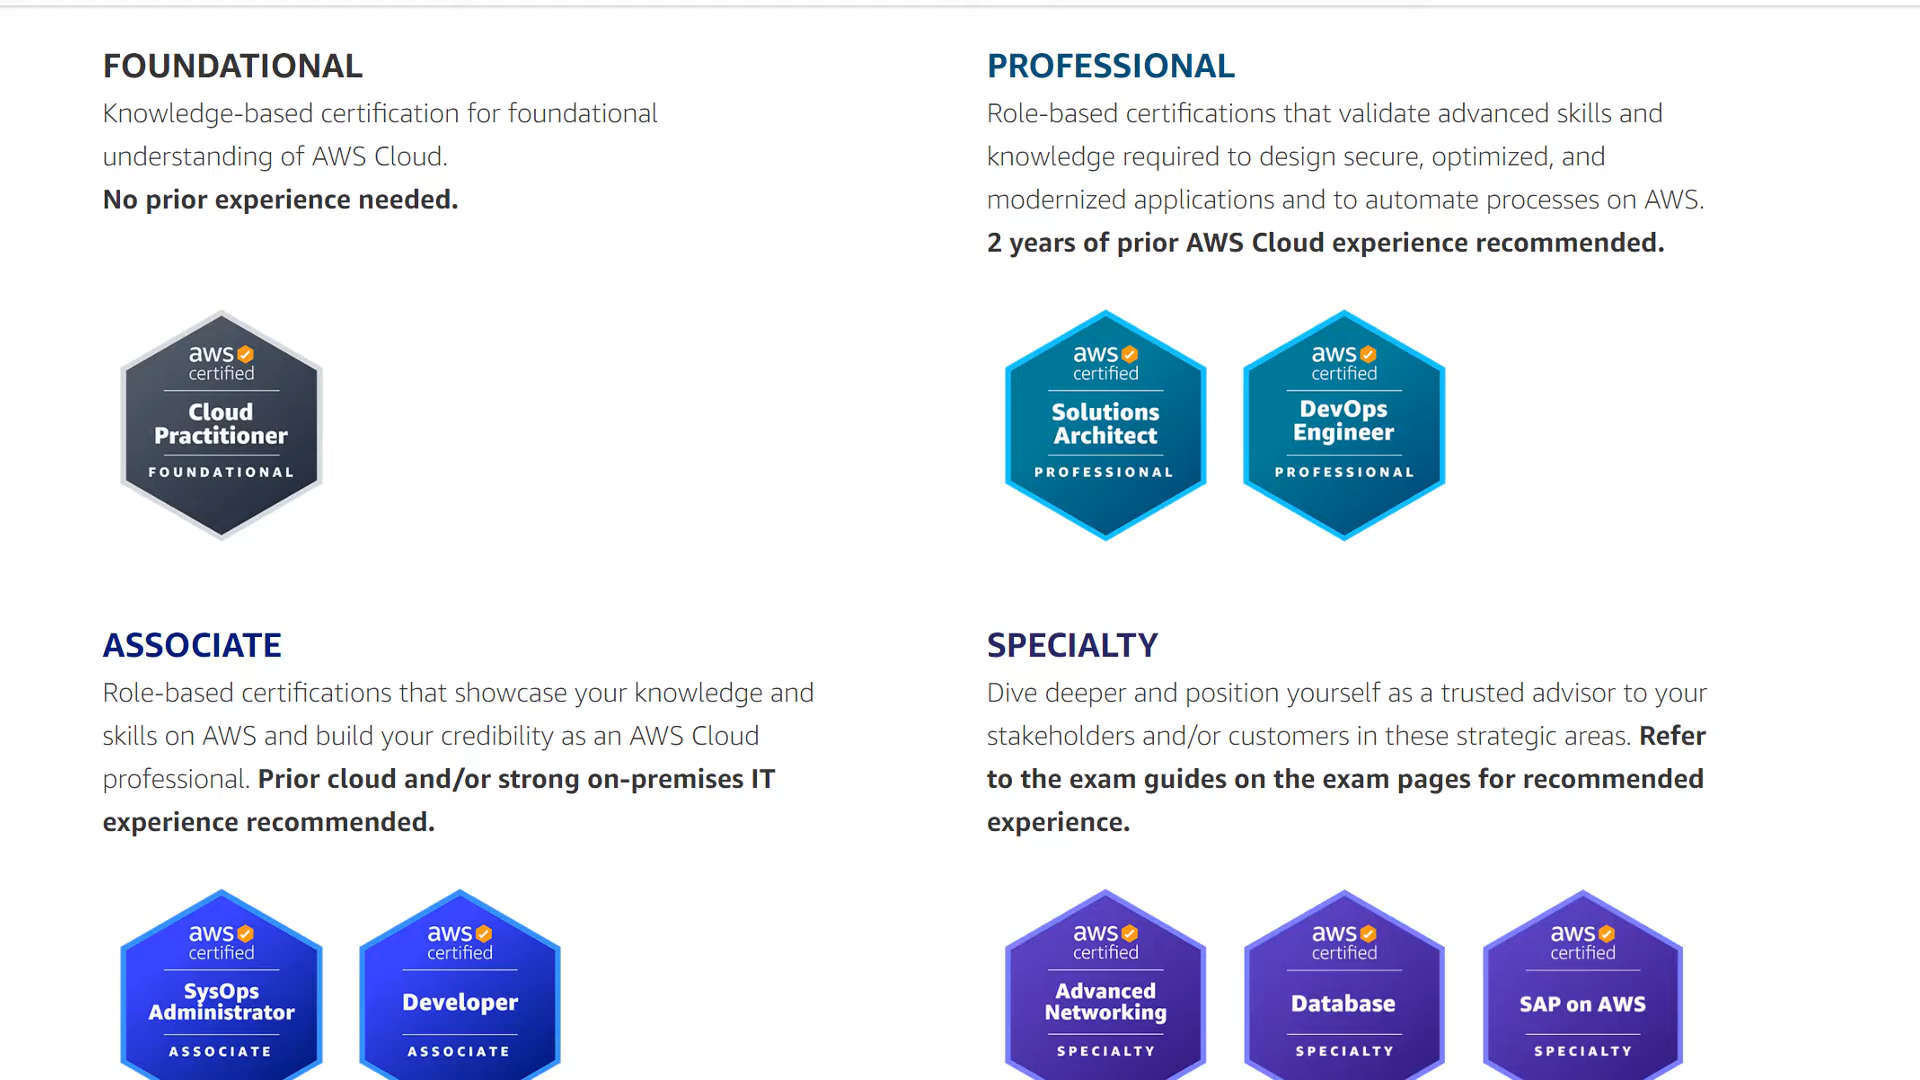 FOUNDATIONAL
Knowledge-based certification for foundational
understanding of AWS Cloud.
No prior experience needed.
aws
certified
Cloud
Practitioner
FOUNDATIONAL
PROFESSIONAL
Role-based certifications that validate advanced skills and
knowledge required to design secure, optimized, and
modernized applications and to automate processes on AWS.
2 years of prior AWS Cloud experience recommended.
aws
certified
Solutions
Architect
PROFESSIONAL
aws
certified
DevOps
Engineer
PROFESSIONAL
ASSOCIATE
Role-based certifications that showcase your knowledge and
skills on AWS and build your credibility as an AWS Cloud
professional. Prior cloud and/or strong on-premises IT
experience recommended.
aws
certified
SysOps
Administrator
ASSOCIATE
aws
certified
Developer
ASSOCIATE
SPECIALTY
Dive deeper and position yourself as a trusted advisor to your
stakeholders and/or customers in these strategic areas. Refer
to the exam guides on the exam pages for recommended
experience.
aws
certified
Advanced
Networking
SPECIALTY
aws
certified
Database
SPECIALTY
aws
certified
SAP on AWS
SPECIALTY